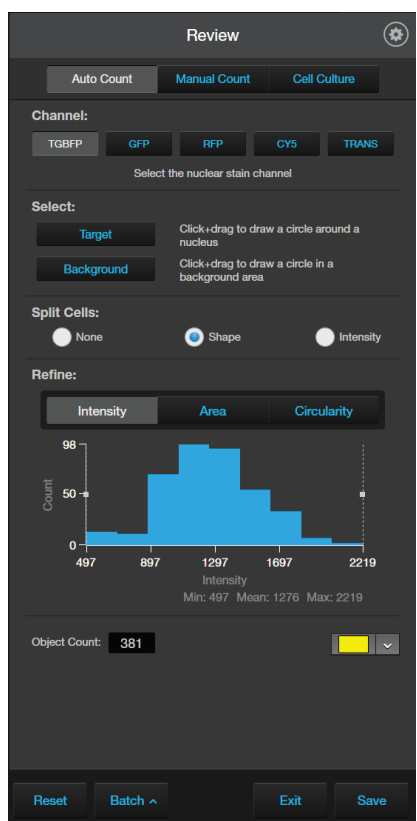 Review
Auto Count Manual Count Cell Culture
Channel:
TGBFP GFP RFP CY5 TRANS
Select the nuclear stain channel
Select:
Target
Click+drag to draw a circle around a
nucleus
Background
Click+drag to draw a circle in a
background area
Split Cells:
None Shape Intensity
Refine:
Intensity Area Circularity
98
50
0
Count
497 897 1297 1697 2219
Intensity
Min: 497 Mean: 1276 Max: 2219
Object Count: 381
Reset Batch Exit Save